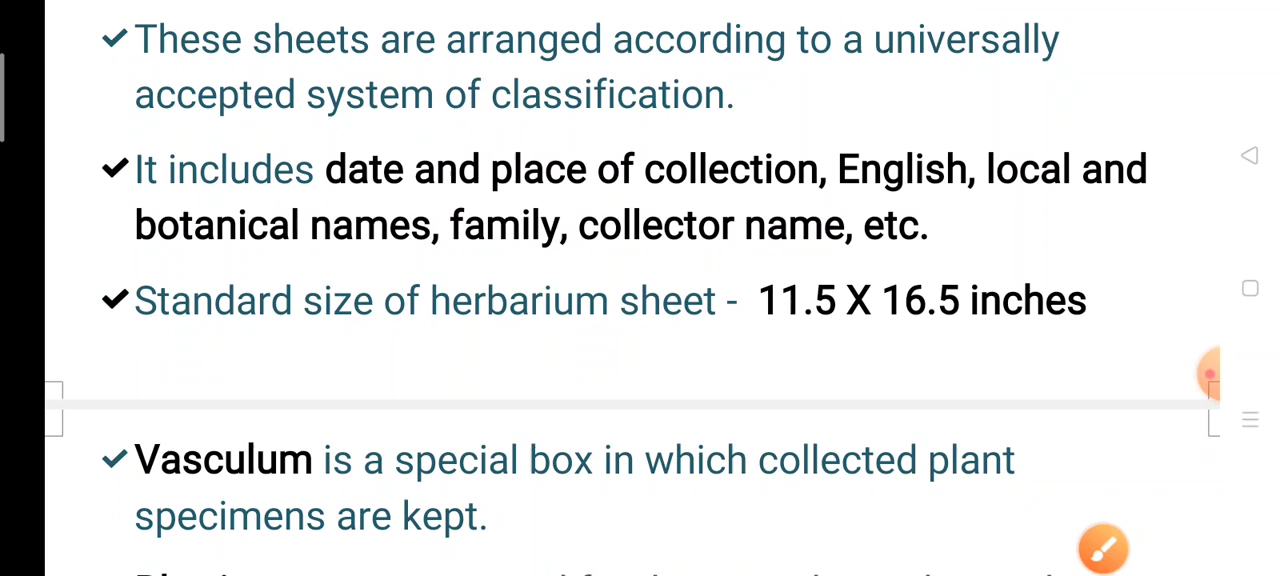 ✓These sheets are arranged according to a universally
accepted system of classification.
✓It includes date and place of collection, English, local and
botanical names, family, collector name, etc.
✓Standard size of herbarium sheet - 11.5 X 16.5 inches
✓Vasculum is a special box in which collected plant
specimens are kept.